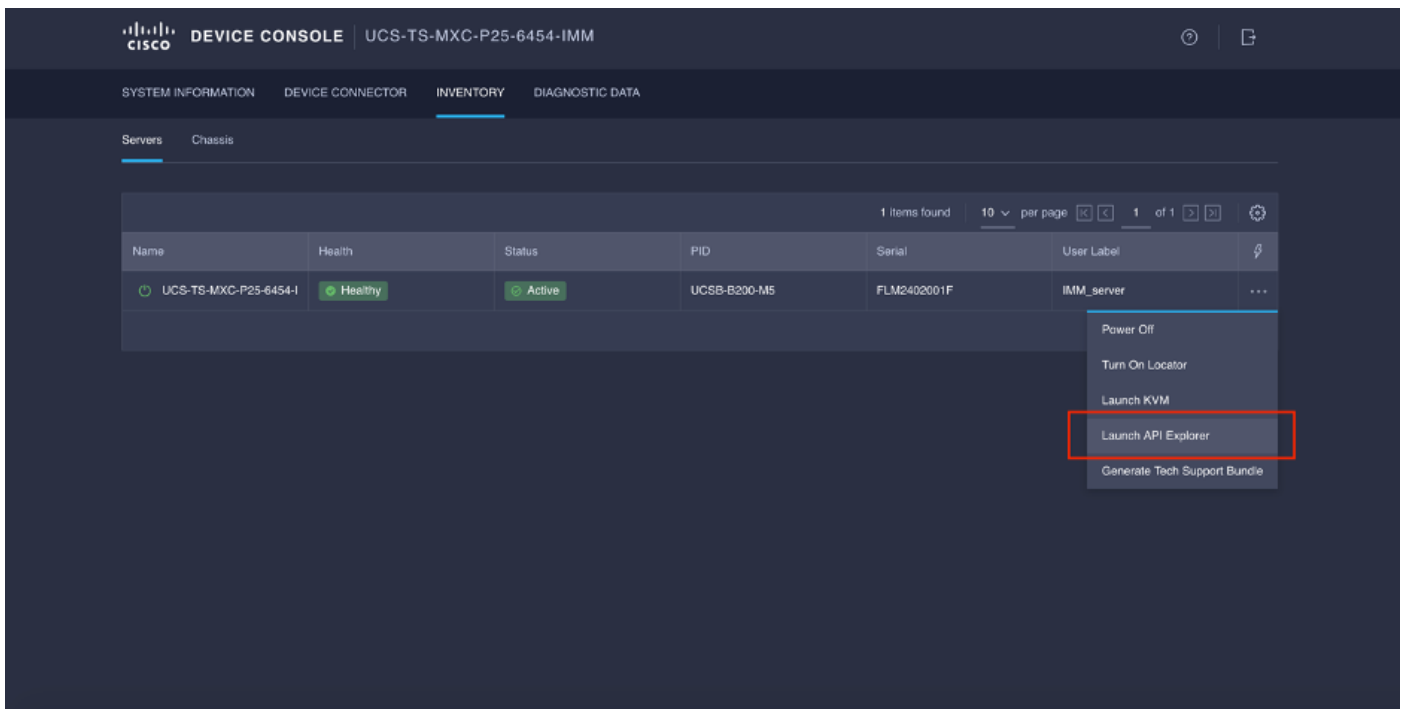 CISCO DEVICE CONSOLE UCS-TS-MXC-P25-6454-IMM
SYSTEM INFORMATION DEVICE CONNECTOR INVENTORY DIAGNOSTIC DATA
Servers Chassis
1 items found 10 per page 1 of 1
Name Health Status PID Serial User Label
UCS-TS-MXC-P25-6454-I Healthy Active UCSB-B200-M5 FLM2402001F IMM_server ...
Power Off
Turn On Locator
Launch KVM
Launch API Explorer
Generate Tech Support Bundle